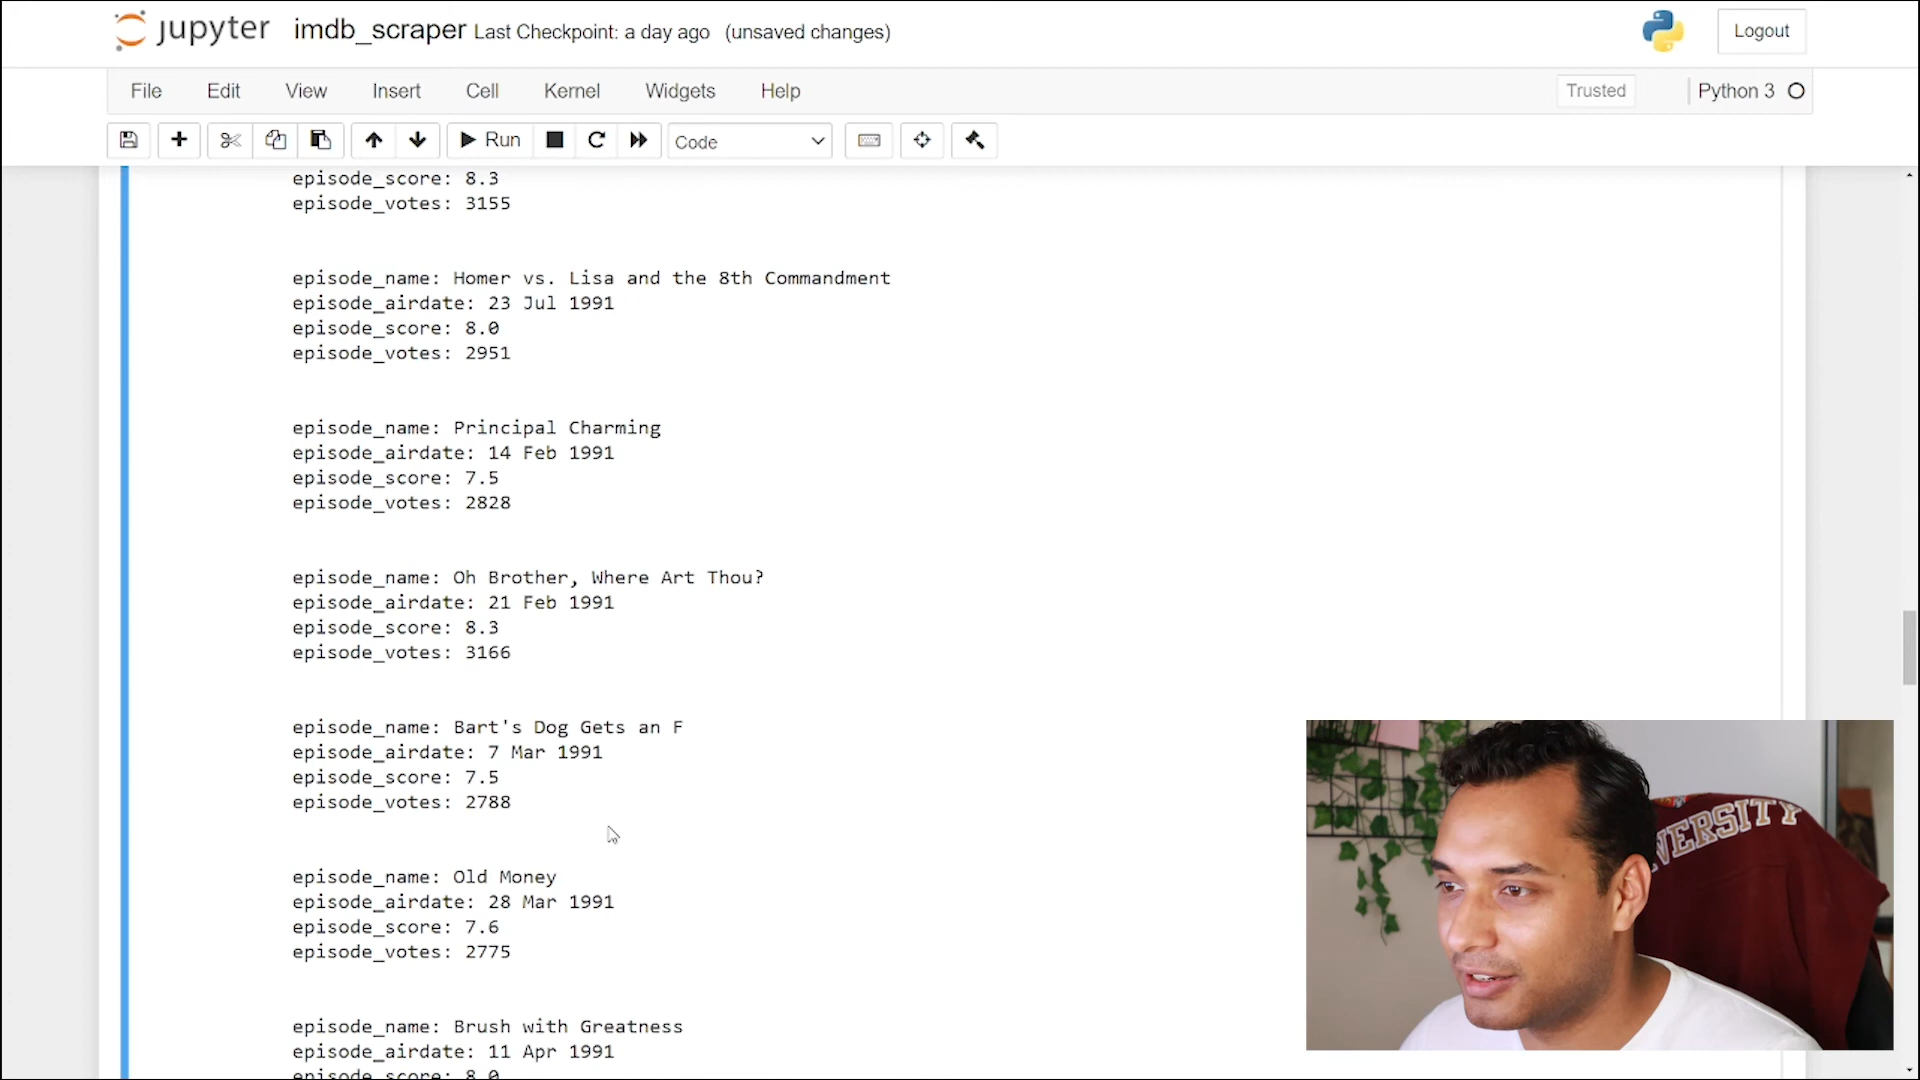 jupyter imdb_scraper Last Checkpoint: a day ago (unsaved changes) Logout
File Edit View Insert Cell Kernel Widgets Help Trusted Python 3
Run Code
episode_score: 8.3
episode_votes: 3155
episode_name: Homer vs. Lisa and the 8th Commandment
episode_airdate: 23 Jul 1991
episode_score: 8.0
episode_votes: 2951
episode_name: Principal Charming
episode_airdate: 14 Feb 1991
episode_score: 7.5
episode_votes: 2828
episode_name: Oh Brother, Where Art Thou?
episode_airdate: 21 Feb 1991
episode_score: 8.3
episode_votes: 3166
episode_name: Bart's Dog Gets an F
episode_airdate: 7 Mar 1991
episode_score: 7.5
episode_votes: 2788
episode_name: Old Money
episode_airdate: 28 Mar 1991
episode_score: 7.6
episode_votes: 2775
episode_name: Brush with Greatness
episode_airdate: 11 Apr 1991
episode_score: 8.0
VERSITY